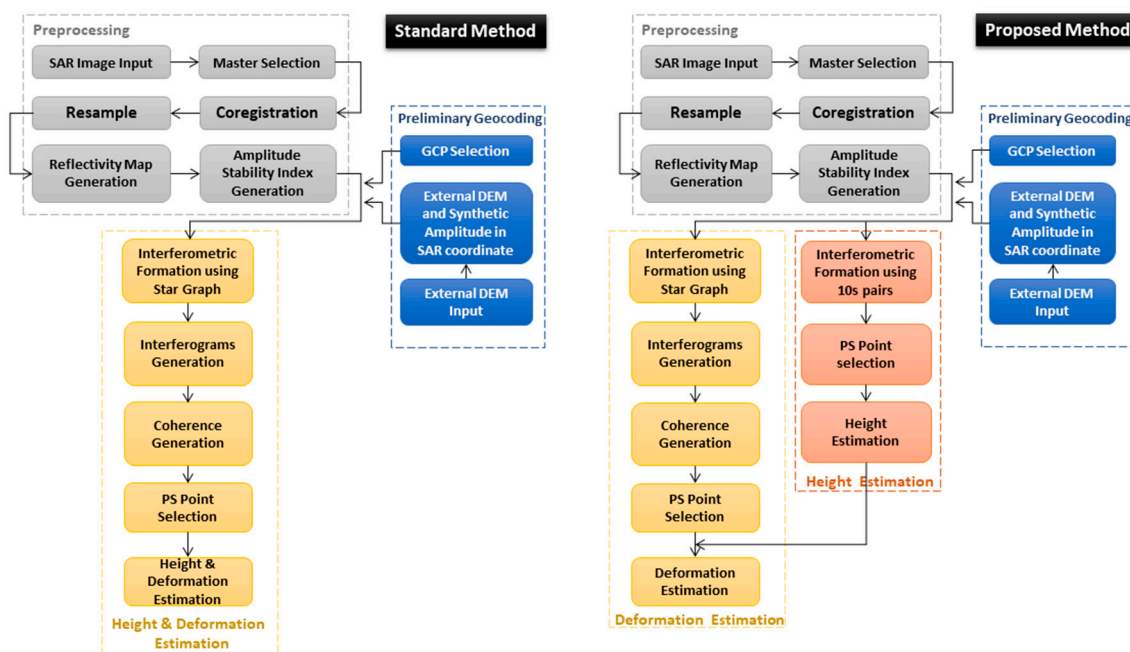 Standard Method
Preprocessing
SAR Image Input
Master Selection
Resample
Coregistration
Reflectivity Map
Generation
Amplitude
Stability Index
Generation
Preliminary Geocoding
GCP Selection
External DEM
and Synthetic
Amplitude in
SAR coordinate
External DEM
Input
Interferometric
Formation using
Star Graph
Interferograms
Generation
Coherence
Generation
PS Point
Selection
Height &
Deformation
Estimation
Height & Deformation
Estimation
Proposed Method
Preprocessing
SAR Image Input
Master Selection
Resample
Coregistration
Reflectivity Map
Generation
Amplitude
Stability Index
Generation
Preliminary Geocoding
GCP Selection
External DEM
and Synthetic
Amplitude in
SAR coordinate
External DEM
Input
Interferometric
Formation using
Star Graph
Interferograms
Generation
Coherence
Generation
PS Point
Selection
Deformation
Estimation
Deformation Estimation
Interferometric
Formation using
10s pairs
PS Point
selection
Height
Estimation
Height Estimation